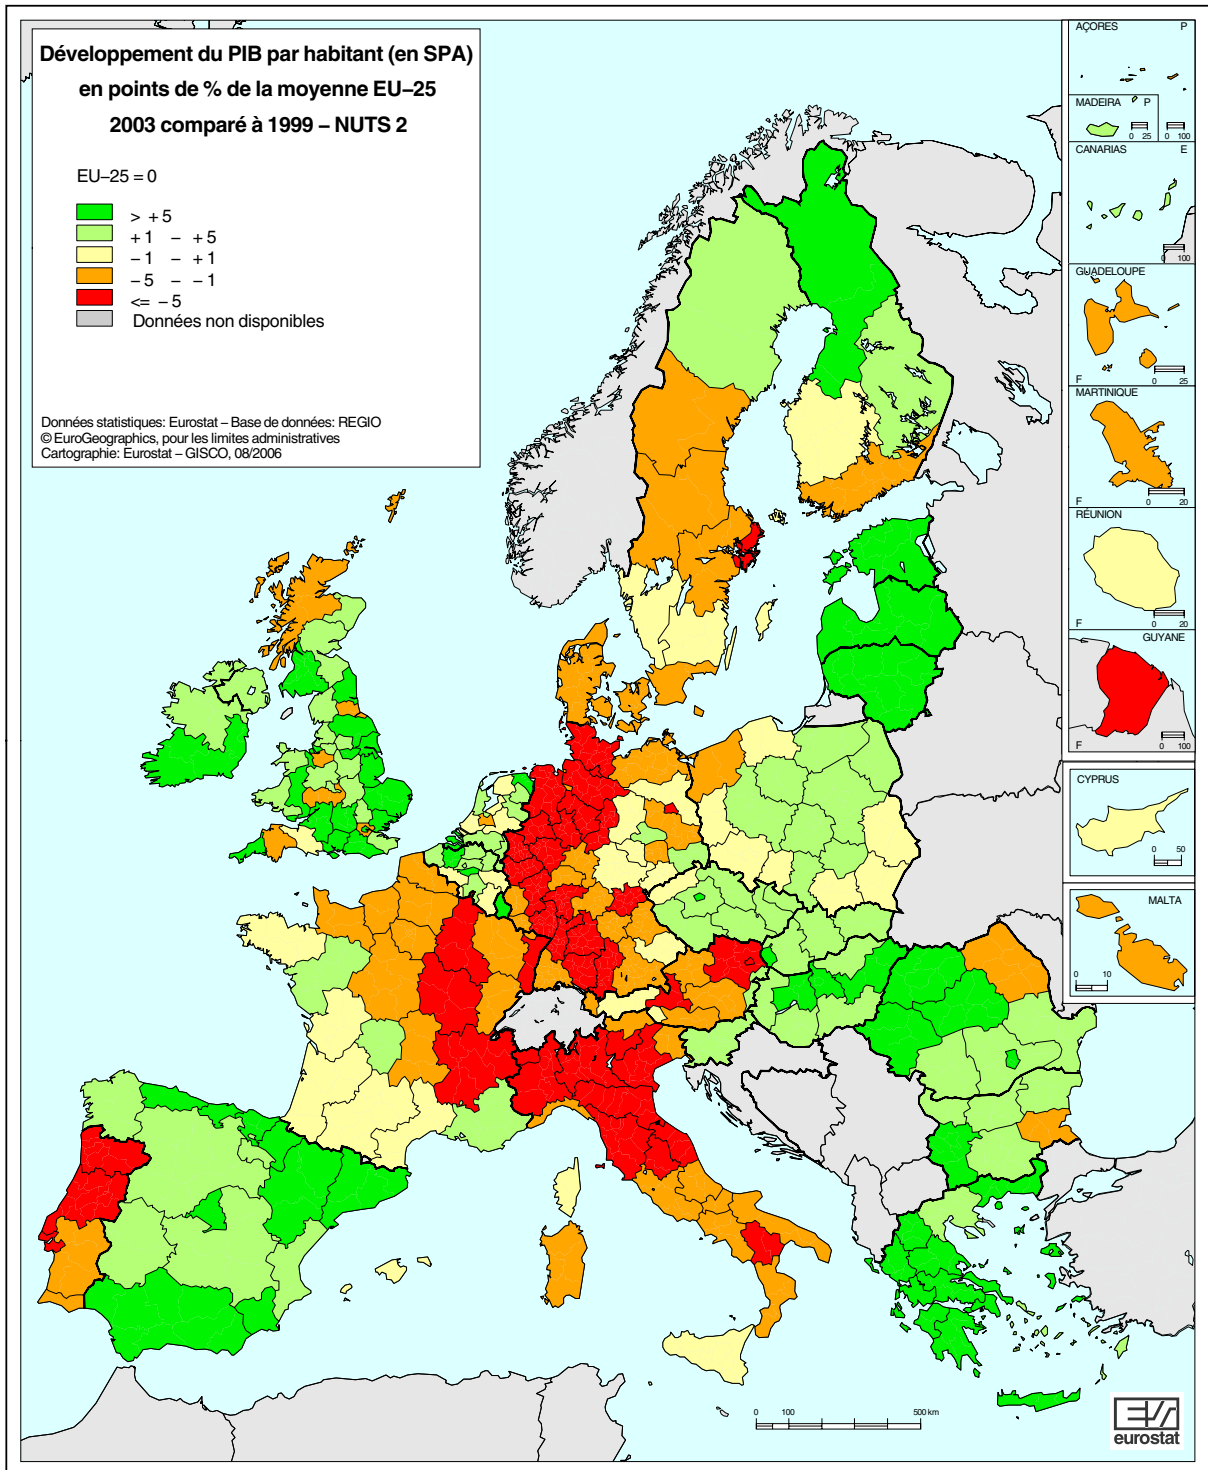 Développement du PIB par habitant (en SPA)
en points de % de la moyenne EU–25
2003 comparé à 1999 – NUTS 2
EU–25 = 0
> +5
+1 – +5
–1 – +1
–5 – –1
<= –5
Données non disponibles
Données statistiques: Eurostat – Base de données: REGIO
© EuroGeographics, pour les limites administratives
Cartographie: Eurostat – GISCO, 08/2006
AÇORES P
MADEIRA P
0 25
0 100
CANARIAS E
0 100
GUADELOUPE
F
0 25
MARTINIQUE
F
0 20
RÉUNION
F
0 20
GUYANE
F
0 100
CYPRUS
0 50
MALTA
0 10
0 100 500 km
eurostat